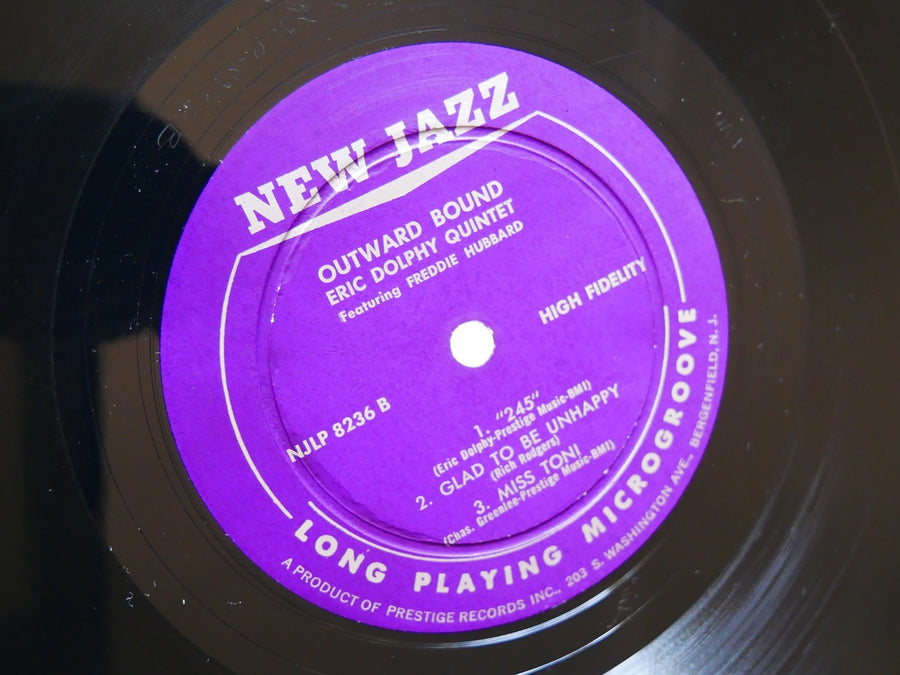 NEW JAZZ
OUTWARD BOUND
ERIC DOLPHY QUINTET
Featuring FREDDIE HUBBARD
HIGH FIDELITY
NJLP 8236 B
1. "245"
(Eric Dolphy-Prestige Music-BMI)
2. GLAD TO BE UNHAPPY
(Rich Rodgers)
3. MISS TONI
(Chas. Greenlee-Prestige Music-BMI)
LONG PLAYING MICROGROOVE
A PRODUCT OF PRESTIGE RECORDS INC., 203 S. WASHINGTON AVE., BERGENFIELD, N. J.